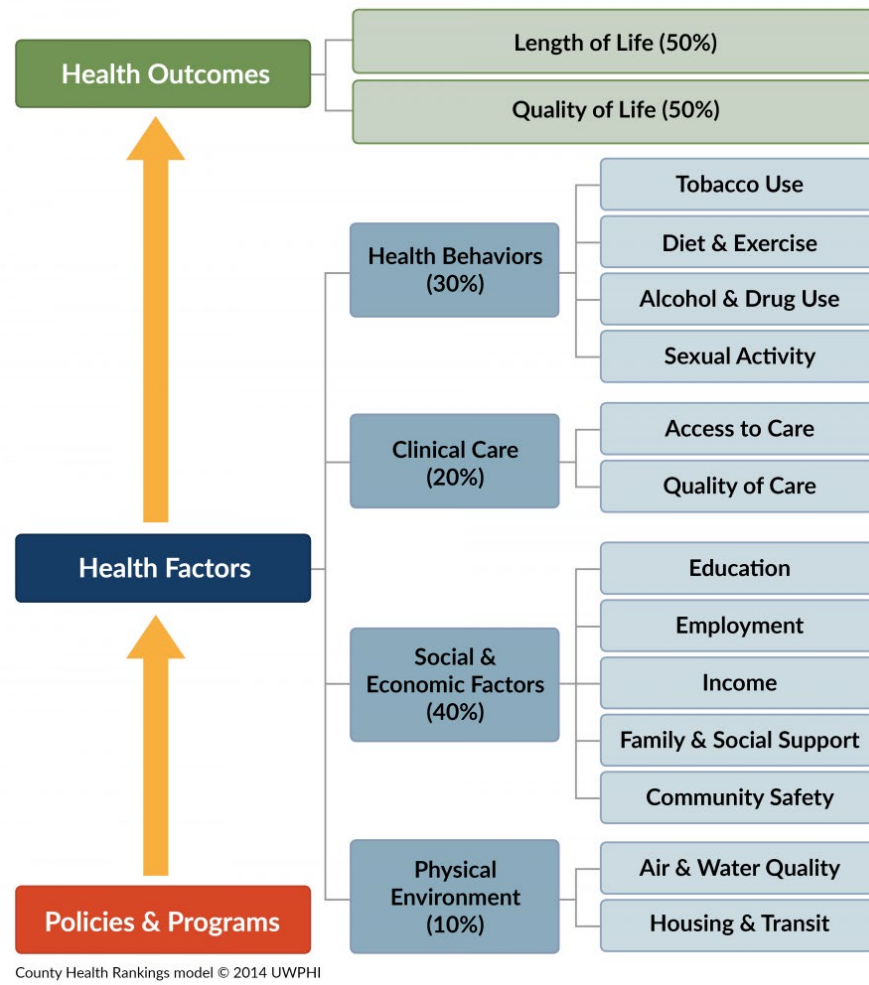 Health Outcomes
Length of Life (50%)
Quality of Life (50%)
Health Factors
Health Behaviors
(30%)
Tobacco Use
Diet & Exercise
Alcohol & Drug Use
Sexual Activity
Clinical Care
(20%)
Access to Care
Quality of Care
Social &
Economic Factors
(40%)
Education
Employment
Income
Family & Social Support
Community Safety
Physical
Environment
(10%)
Air & Water Quality
Housing & Transit
Policies & Programs
County Health Rankings model © 2014 UWPHI